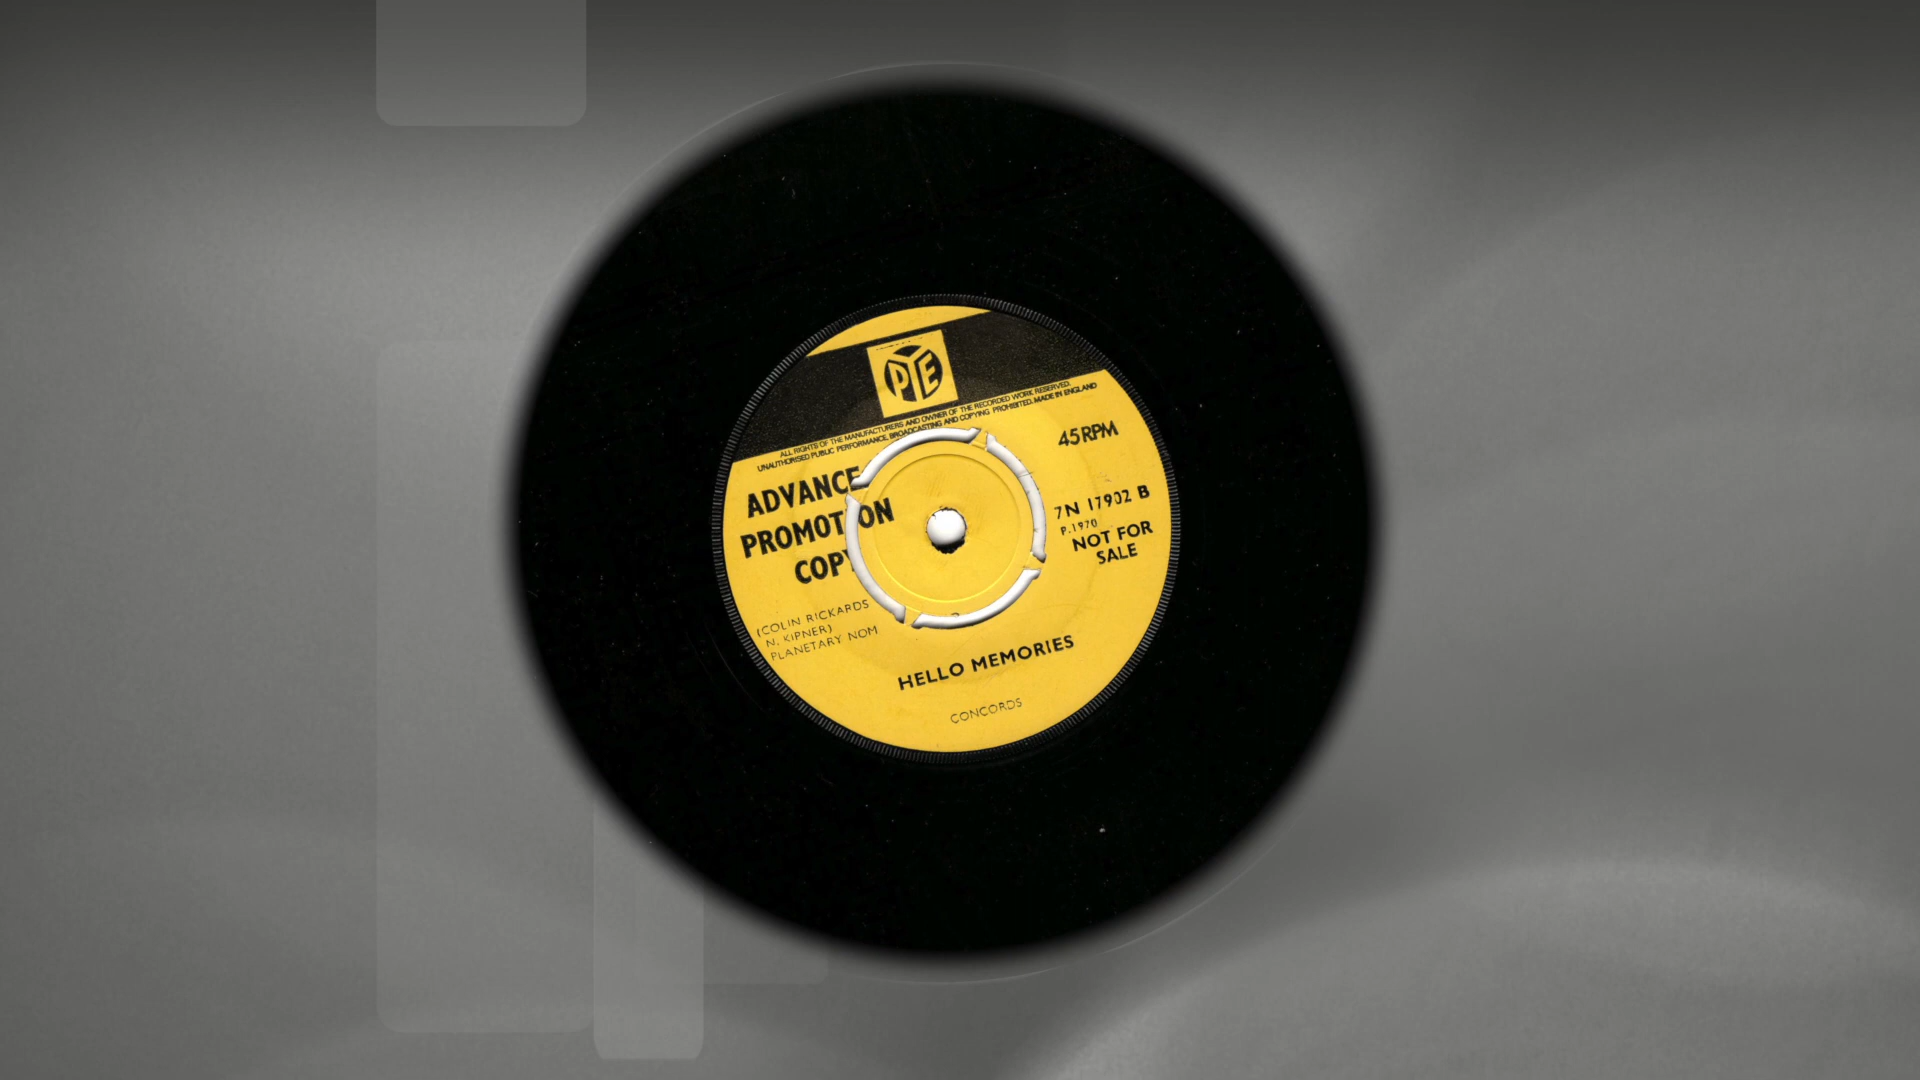 PYE
ALL RIGHTS OF THE MANUFACTURERS AND OWNER OF THE RECORDED WORK RESERVED.
UNAUTHORISED PUBLIC PERFORMANCE, BROADCASTING AND COPYING PROHIBITED. MADE IN ENGLAND
45 RPM
ADVANCE
PROMOTION
COPY
7N 17902 B
P.1970
NOT FOR
SALE
(COLIN RICKARDS
N. KIPNER)
PLANETARY NOM
HELLO MEMORIES
CONCORDS